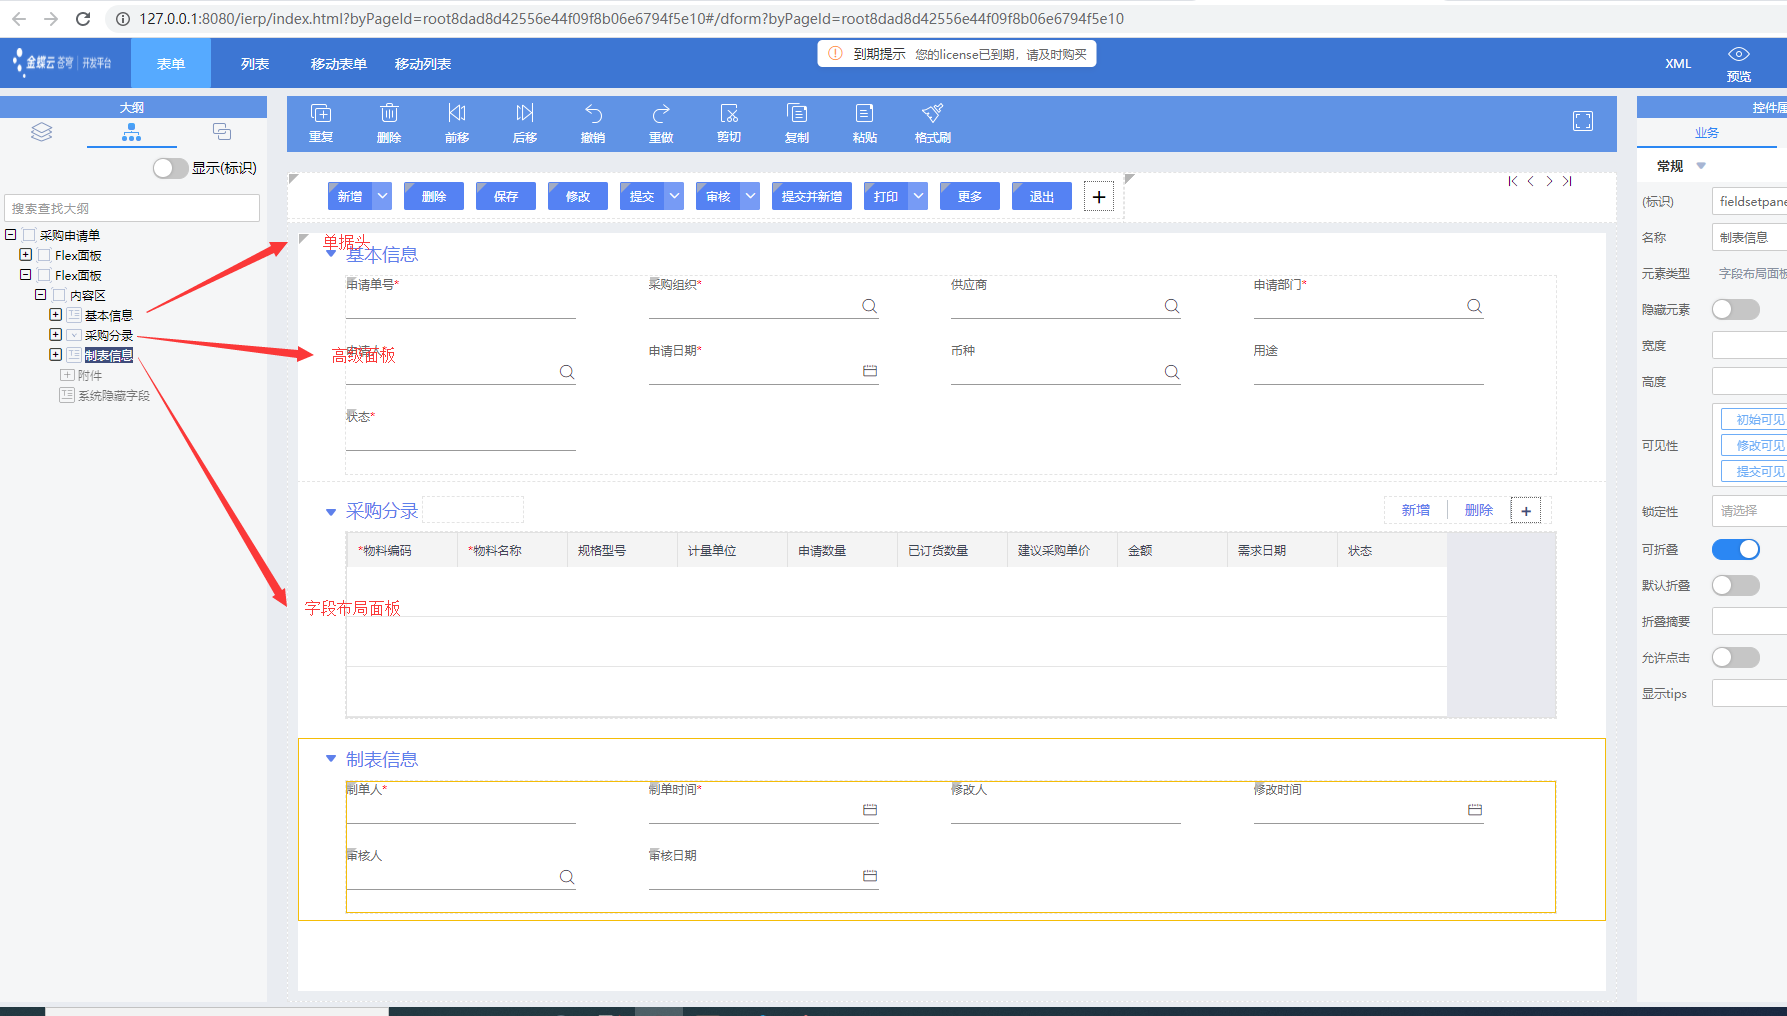 127.0.0.1:8080/ierp/index.html?byPageId=root8dad8d42556e44f09f8b06e6794f5e10#/dform?byPageId=root8dad8d42556e44f09f8b06e6794f5e10
金蝶云 苍穹 | 开发平台
表单
列表
移动表单
移动列表
到期提示 您的license已到期，请及时购买
XML
预览
大纲
显示(标识)
搜索查找大纲
采购申请单
Flex面板
Flex面板
内容区
基本信息
采购分录
制表信息
附件
系统隐藏字段
重复
删除
前移
后移
撤销
重做
剪切
复制
粘贴
格式刷
新增
删除
保存
修改
提交
审核
提交并新增
打印
更多
退出
单据头
基本信息
申请单号*
采购组织*
供应商
申请部门*
申请人*
高级面板
申请日期*
币种
用途
状态*
采购分录
新增
删除
*物料编码
*物料名称
规格型号
计量单位
申请数量
已订货数量
建议采购单价
金额
需求日期
状态
字段布局面板
制表信息
制单人*
制单时间*
修改人
修改时间
审核人
审核日期
控件属
业务
常规
(标识)
fieldsetpane
名称
制表信息
元素类型
字段布局面板
隐藏元素
宽度
高度
可见性
初始可见
修改可见
提交可见
锁定性
请选择
可折叠
默认折叠
折叠摘要
允许点击
显示tips